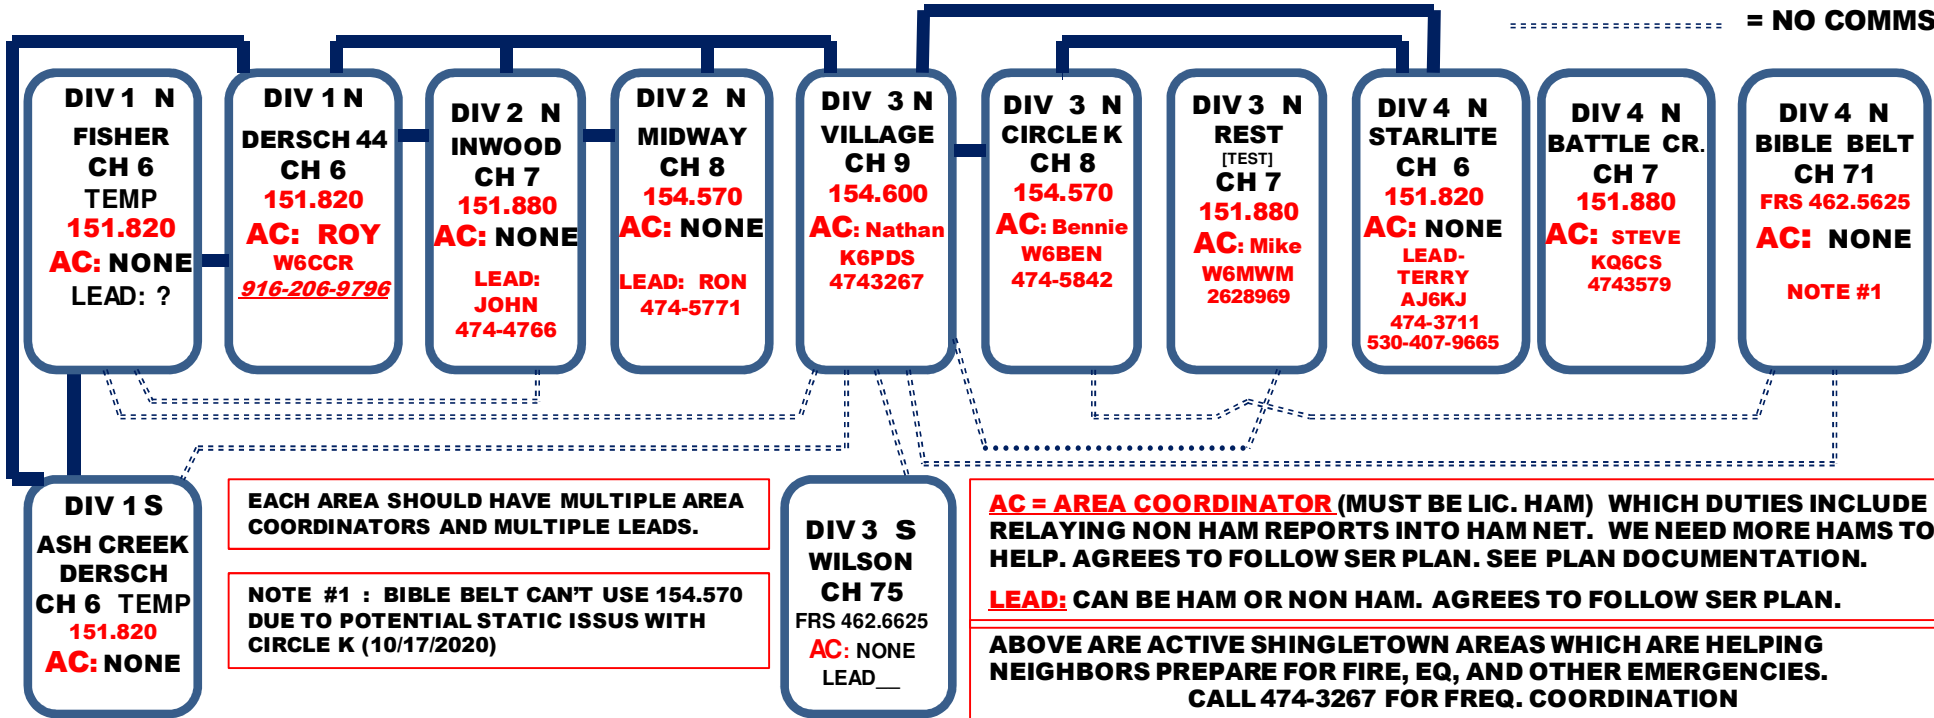 = NO COMMS
DIV 1 N
FISHER
CH 6
TEMP
151.820
AC: NONE
LEAD: ?
DIV 1 N
DERSCH 44
CH 6
151.820
AC: ROY
W6CCR
916-206-9796
DIV 2 N
INWOOD
CH 7
151.880
AC: NONE
LEAD:
JOHN
474-4766
DIV 2 N
MIDWAY
CH 8
154.570
AC: NONE
LEAD: RON
474-5771
DIV 3 N
VILLAGE
CH 9
154.600
AC: Nathan
K6PDS
4743267
DIV 3 N
CIRCLE K
CH 8
154.570
AC: Bennie
W6BEN
474-5842
DIV 3 N
REST
[TEST]
CH 7
151.880
AC: Mike
W6MWM
2628969
DIV 4 N
STARLITE
CH 6
151.820
AC: NONE
LEAD-
TERRY
AJ6KJ
474-3711
530-407-9665
DIV 4 N
BATTLE CR.
CH 7
151.880
AC: STEVE
KQ6CS
4743579
DIV 4 N
BIBLE BELT
CH 71
FRS 462.5625
AC: NONE
NOTE #1
DIV 1 S
ASH CREEK
DERSCH
CH 6 TEMP
151.820
AC: NONE
EACH AREA SHOULD HAVE MULTIPLE AREA
COORDINATORS AND MULTIPLE LEADS.
NOTE #1 : BIBLE BELT CAN'T USE 154.570
DUE TO POTENTIAL STATIC ISSUS WITH
CIRCLE K (10/17/2020)
DIV 3 S
WILSON
CH 75
FRS 462.6625
AC: NONE
LEAD__
AC = AREA COORDINATOR (MUST BE LIC. HAM) WHICH DUTIES INCLUDE
RELAYING NON HAM REPORTS INTO HAM NET. WE NEED MORE HAMS TO
HELP. AGREES TO FOLLOW SER PLAN. SEE PLAN DOCUMENTATION.
LEAD: CAN BE HAM OR NON HAM. AGREES TO FOLLOW SER PLAN.
ABOVE ARE ACTIVE SHINGLETOWN AREAS WHICH ARE HELPING
NEIGHBORS PREPARE FOR FIRE, EQ, AND OTHER EMERGENCIES.
CALL 474-3267 FOR FREQ. COORDINATION